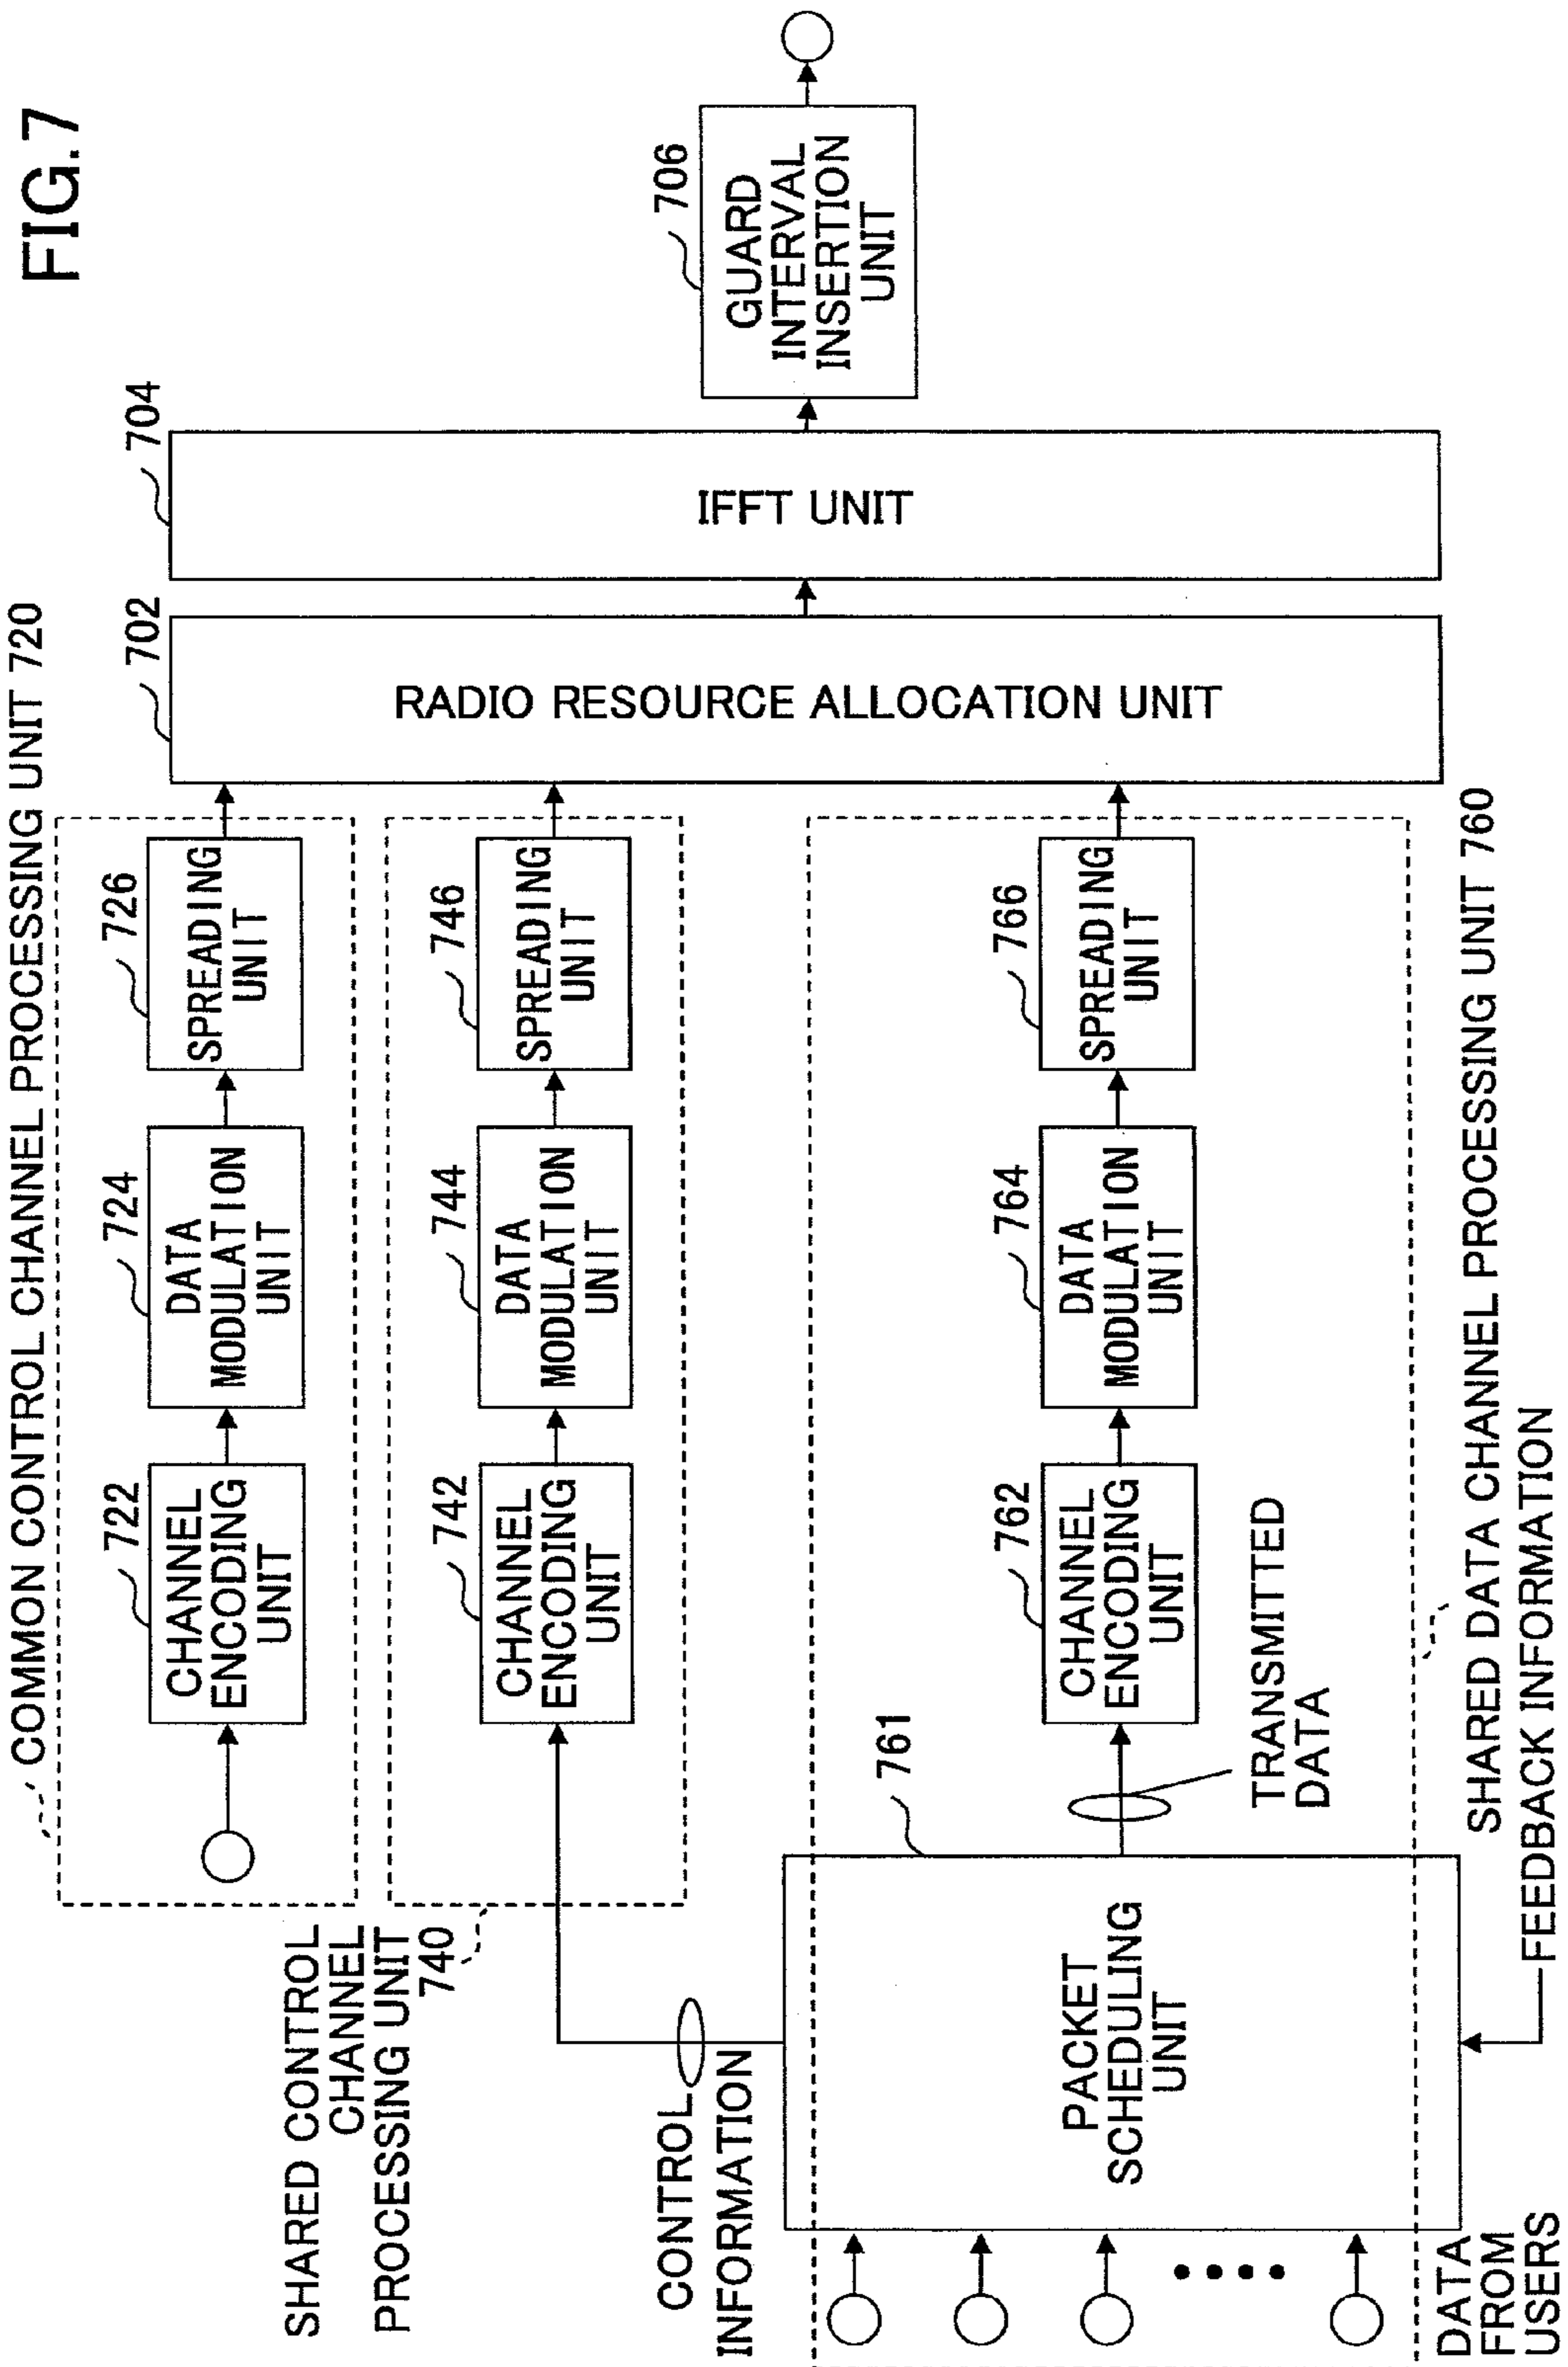 FIG.7
COMMON CONTROL CHANNEL PROCESSING UNIT 720
722
CHANNEL
ENCODING
UNIT
724
DATA
MODULATION
UNIT
726
SPREADING
UNIT
702
RADIO RESOURCE ALLOCATION UNIT
704
IFFT UNIT
706
GUARD
INTERVAL
INSERTION
UNIT
SHARED CONTROL
CHANNEL
PROCESSING UNIT
740
742
CHANNEL
ENCODING
UNIT
744
DATA
MODULATION
UNIT
746
SPREADING
UNIT
CONTROL
INFORMATION
761
PACKET
SCHEDULING
UNIT
TRANSMITTED
DATA
762
CHANNEL
ENCODING
UNIT
764
DATA
MODULATION
UNIT
766
SPREADING
UNIT
DATA
FROM
USERS
SHARED DATA CHANNEL PROCESSING UNIT 760
FEEDBACK INFORMATION